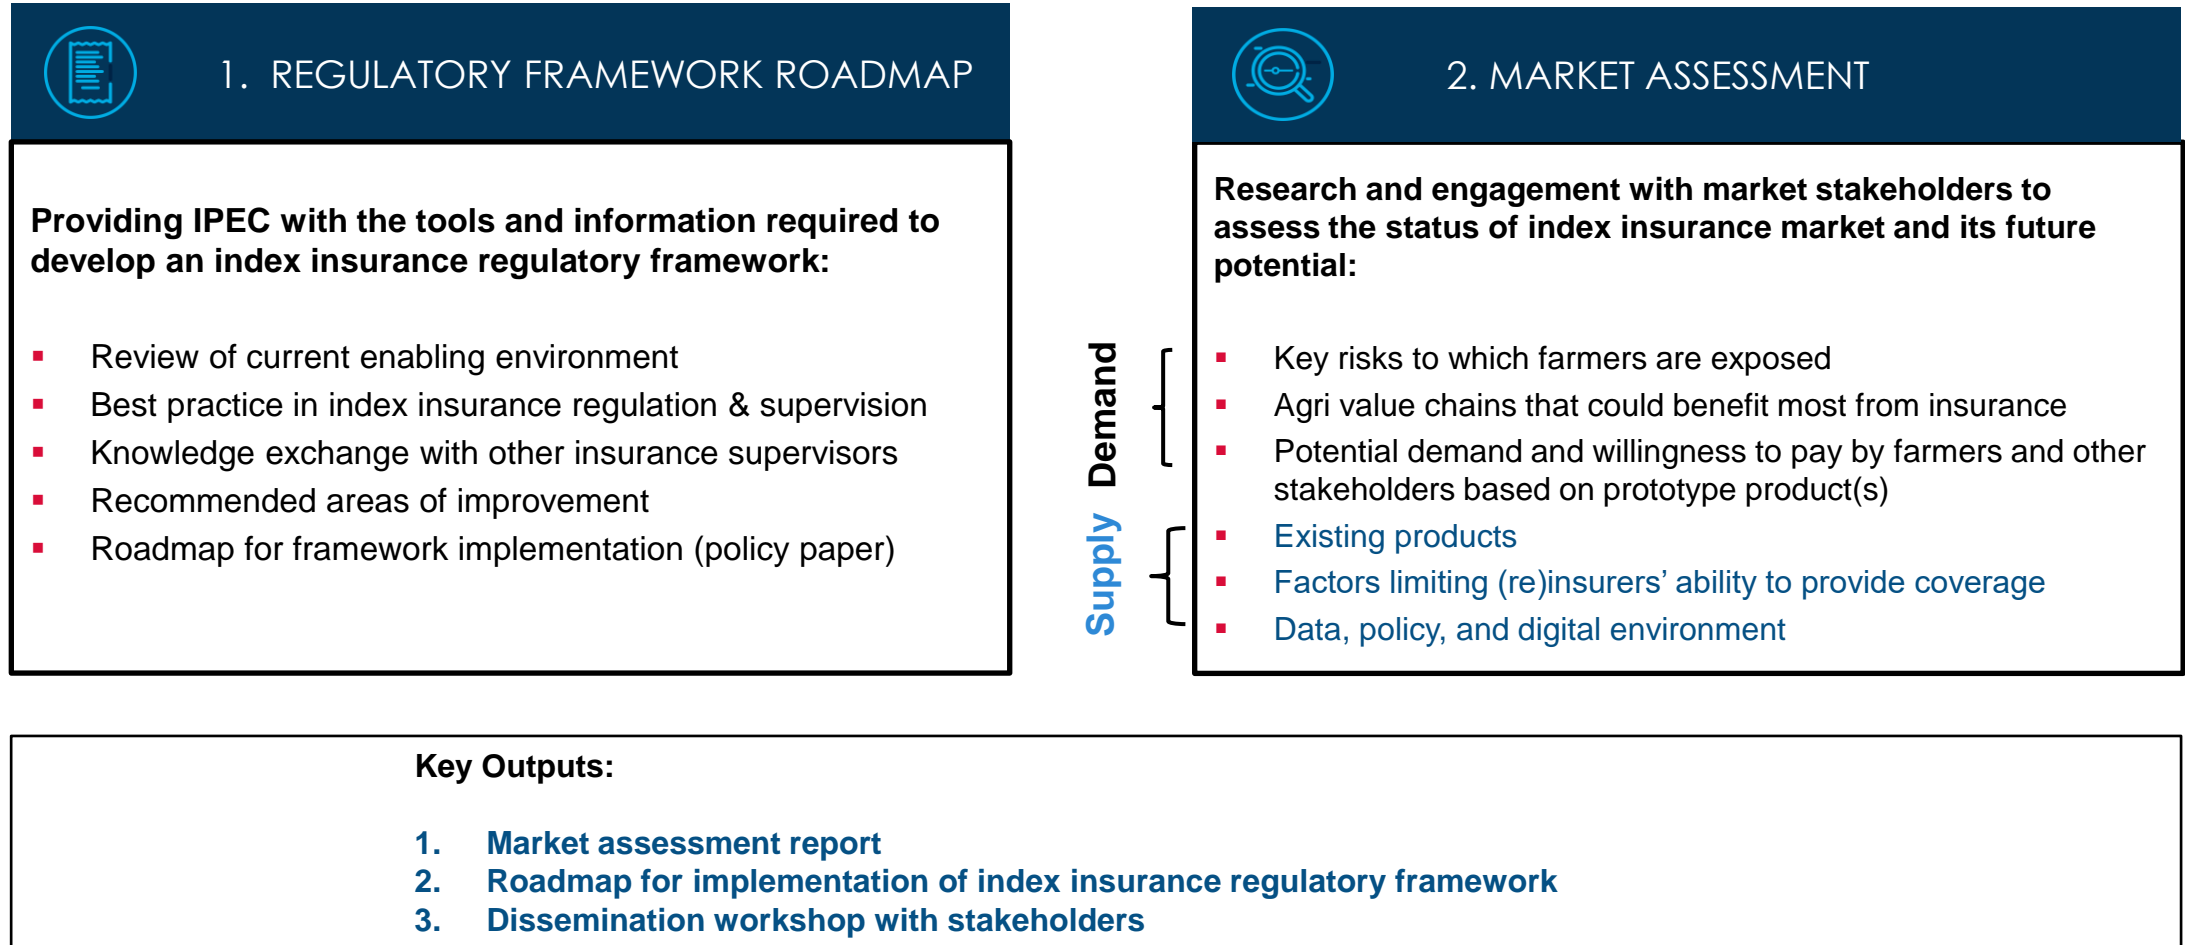 1. REGULATORY FRAMEWORK ROADMAP
Providing IPEC with the tools and information required to
develop an index insurance regulatory framework:
▪ Review of current enabling environment
▪ Best practice in index insurance regulation & supervision
▪ Knowledge exchange with other insurance supervisors
▪ Recommended areas of improvement
▪ Roadmap for framework implementation (policy paper)
2. MARKET ASSESSMENT
Research and engagement with market stakeholders to
assess the status of index insurance market and its future
potential:
Demand
▪ Key risks to which farmers are exposed
▪ Agri value chains that could benefit most from insurance
▪ Potential demand and willingness to pay by farmers and other
stakeholders based on prototype product(s)
Supply
▪ Existing products
▪ Factors limiting (re)insurers’ ability to provide coverage
▪ Data, policy, and digital environment
Key Outputs:
1. Market assessment report
2. Roadmap for implementation of index insurance regulatory framework
3. Dissemination workshop with stakeholders